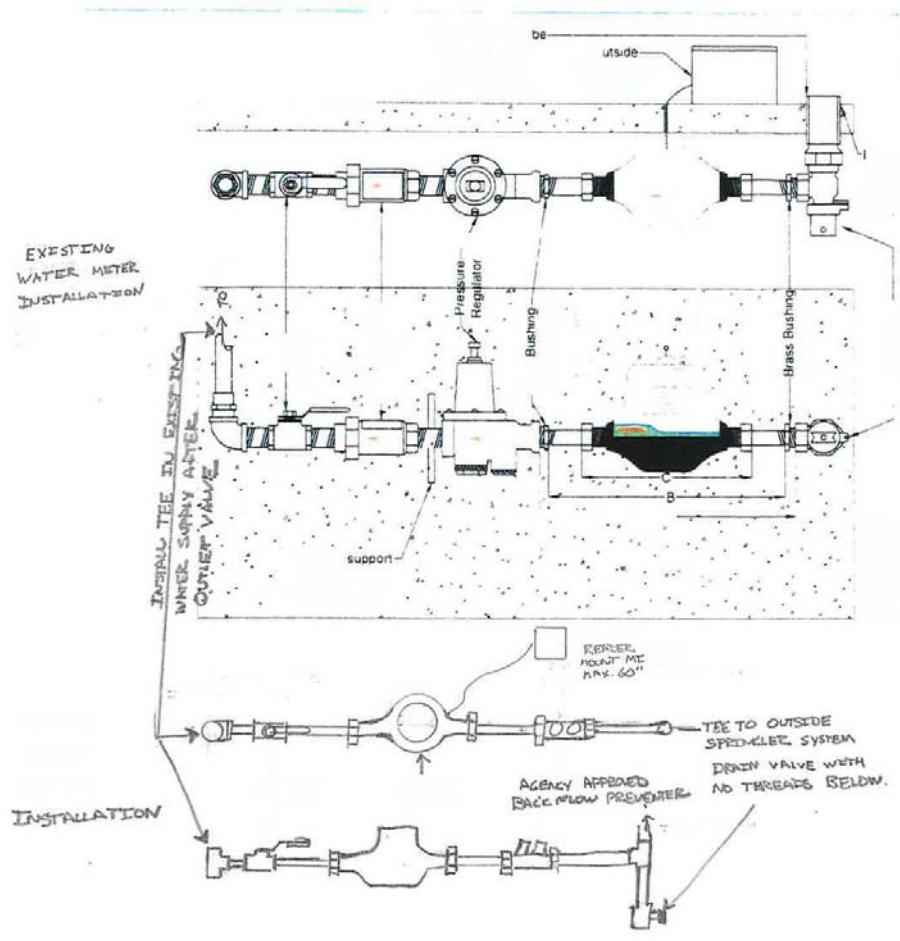 be
utside
EXISTING
WATER METER
INSTALLATION
TO
Pressure
Regulator
Bushing
Brass Bushing
INSTALL TEE IN EXISTING
WATER SUPPLY AFTER
OUTLET VALVE
C
B
support
READER
MOUNT
MAX. 60"
TEE TO OUTSIDE
SPRINKLER SYSTEM
DRAIN VALVE WITH
NO THREADS BELOW.
AGENCY APPROVED
BACKFLOW PREVENTER
INSTALLATION